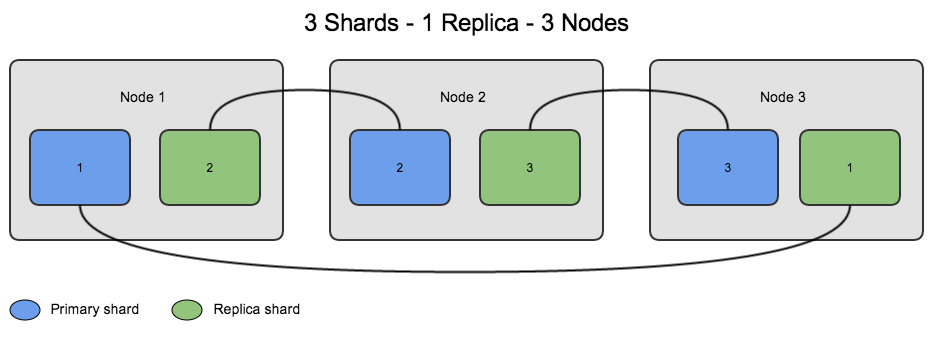 3 Shards - 1 Replica - 3 Nodes
Node 1
Node 2
Node 3
1
2
2
3
3
1
Primary shard
Replica shard